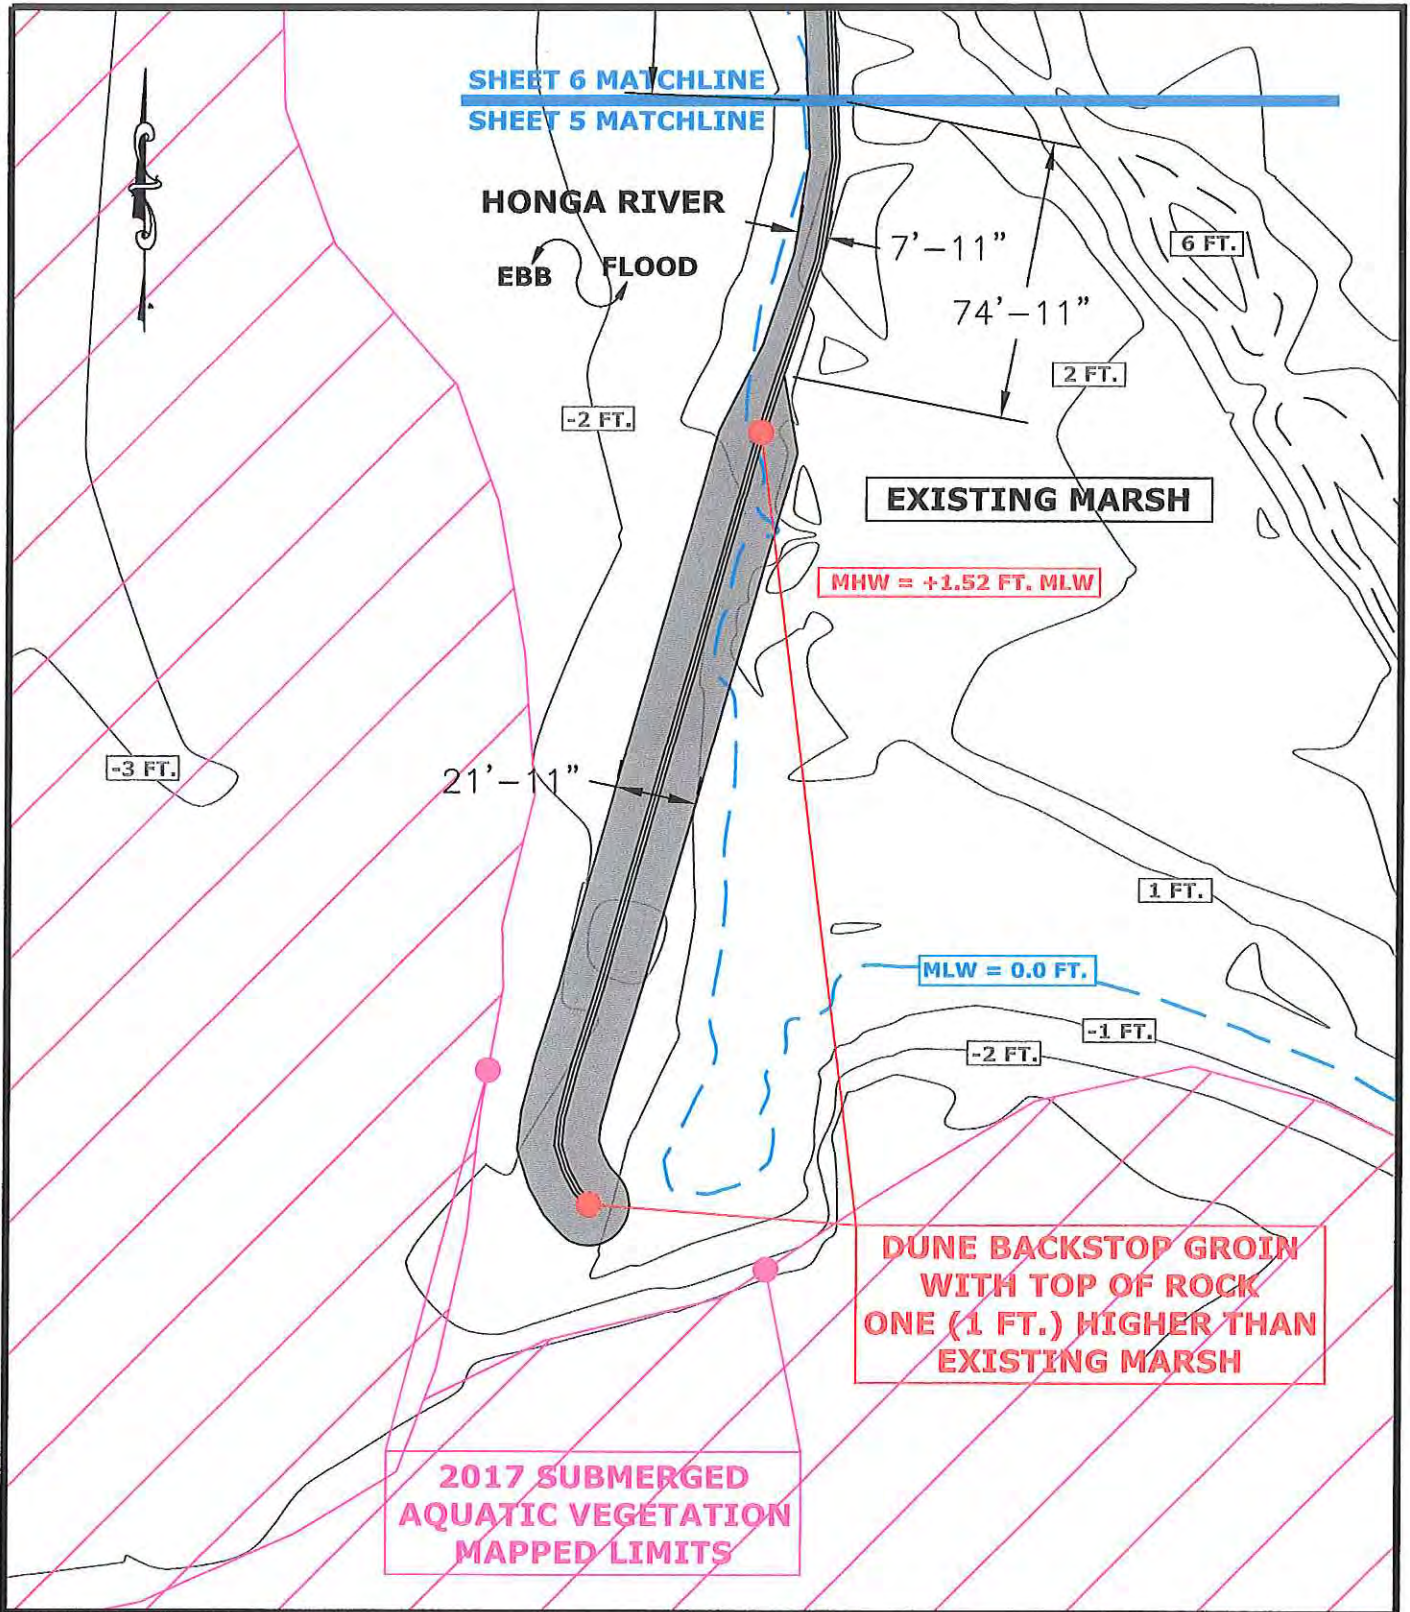 SHEET 6 MATCHLINE
SHEET 5 MATCHLINE
HONGA RIVER
7'-11"
6 FT.
EBB
FLOOD
74'-11"
2 FT.
-2 FT.
EXISTING MARSH
MHW = +1.52 FT. MLW
-3 FT.
21'-11"
1 FT.
MLW = 0.0 FT.
-1 FT.
-2 FT.
DUNE BACKSTOP GROIN
WITH TOP OF ROCK
ONE (1 FT.) HIGHER THAN
EXISTING MARSH
2017 SUBMERGED
AQUATIC VEGETATION
MAPPED LIMITS